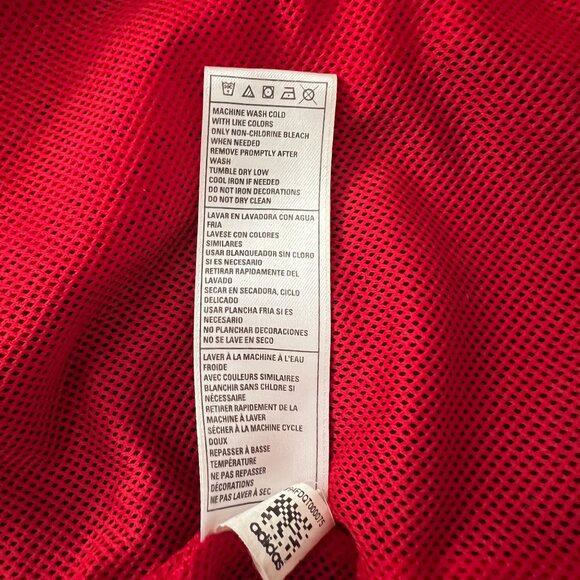 MACHINE WASH COLD
WITH LIKE COLORS
ONLY NON-CHLORINE BLEACH
WHEN NEEDED
REMOVE PROMPTLY AFTER
WASH
TUMBLE DRY LOW
COOL IRON IF NEEDED
DO NOT IRON DECORATIONS
DO NOT DRY CLEAN
LAVAR EN LAVADORA CON AGUA
FRIA
LAVESE CON COLORES
SIMILARES
USAR BLANQUEADOR SIN CLORO
SI ES NECESARIO
RETIRAR RAPIDAMENTE DEL
LAVADO
SECAR EN SECADORA, CICLO
DELICADO
USAR PLANCHA FRIA SI ES
NECESARIO
NO PLANCHAR DECORACIONES
NO SE LAVE EN SECO
LAVER À LA MACHINE À L'EAU
FROIDE
AVEC COULEURS SIMILAIRES
BLANCHIR SANS CHLORE SI
NÉCESSAIRE
RETIRER RAPIDEMENT DE LA
MACHINE À LAVER
SÉCHER À LA MACHINE CYCLE
DOUX
REPASSER À BASSE
TEMPÉRATURE
NE PAS REPASSER
DÉCORATIONS
NE PAS LAVER À SEC
adidas